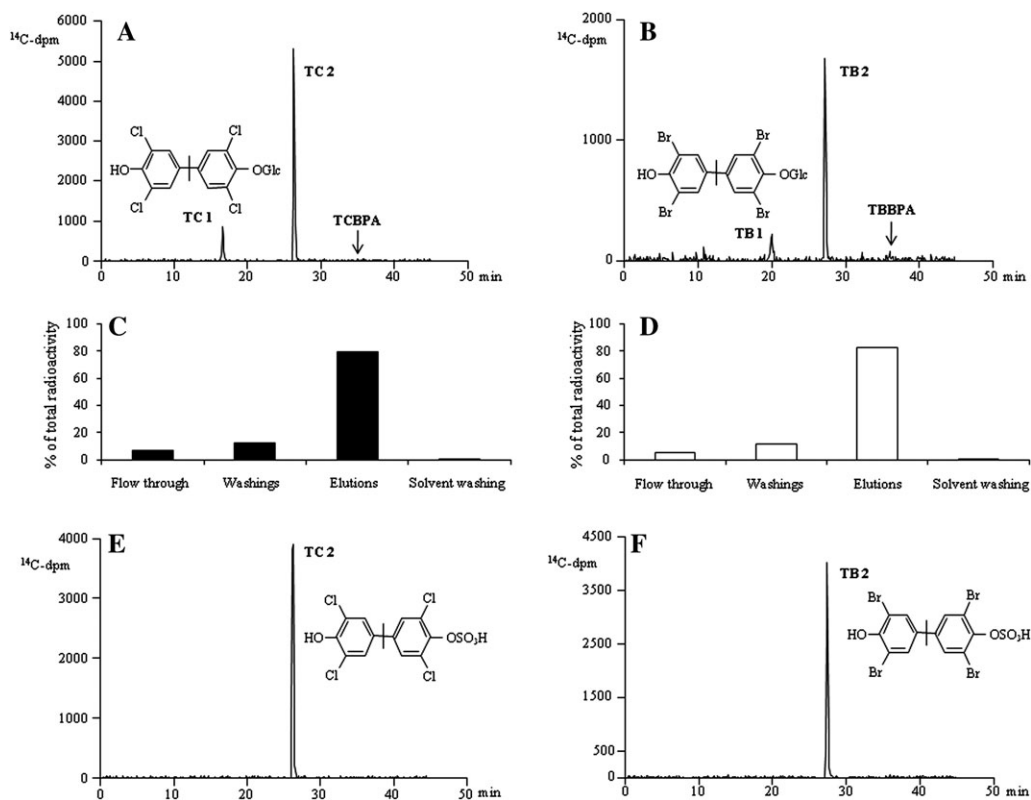 A
¹⁴C-dpm
6000
5000
4000
3000
2000
1000
0
TC 2
Cl
Cl
HO
OGlc
Cl
Cl
TC 1
TCBPA
0 10 20 30 40 50 min
B
¹⁴C-dpm
2000
1000
0
TB 2
Br
Br
HO
OGlc
Br
Br
TB 1
TBBPA
0 10 20 30 40 50 min
C
% of total radioactivity
100
80
60
40
20
0
Flow through Washings Elutions Solvent washing
D
% of total radioactivity
100
80
60
40
20
0
Flow through Washings Elutions Solvent washing
E
¹⁴C-dpm
4000
3000
2000
1000
0
TC 2
Cl
Cl
HO
OSO₃H
Cl
Cl
0 10 20 30 40 50 min
F
¹⁴C-dpm
4500
3500
2500
1500
500
0
TB 2
Br
Br
HO
OSO₃H
Br
Br
0 10 20 30 40 50 min